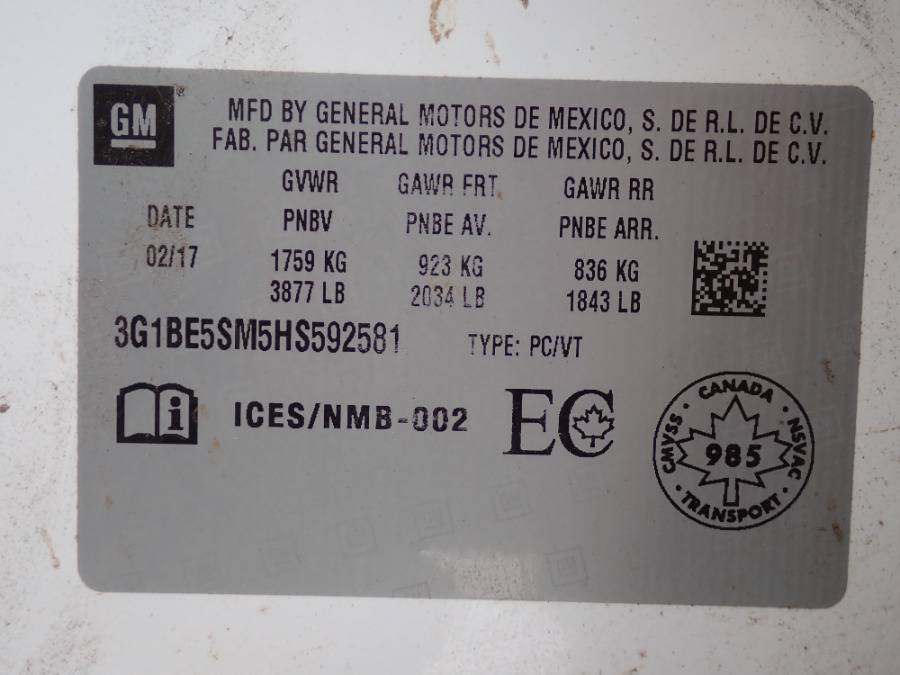 GM
MFD BY GENERAL MOTORS DE MEXICO, S. DE R.L. DE C.V.
FAB. PAR GENERAL MOTORS DE MEXICO, S. DE R.L. DE C.V.
GVWR GAWR FRT GAWR RR
DATE PNBV PNBE AV. PNBE ARR.
02/17 1759 KG 923 KG 836 KG
3877 LB 2034 LB 1843 LB
3G1BE5SM5HS592581 TYPE: PC/VT
i ICES/NMB-002 EC
CANADA
CMVSS 985 NSVAC
TRANSPORT